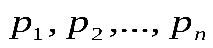 p₁, p₂,..., pₙ